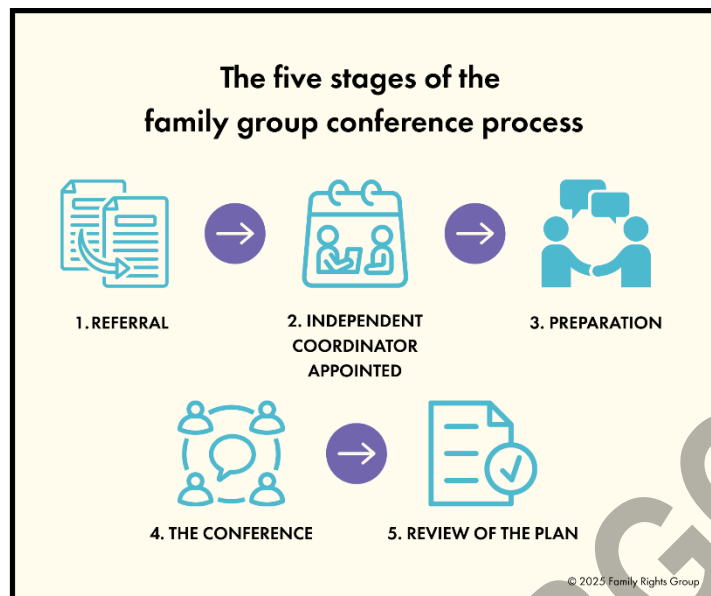 The five stages of the
family group conference process
1. REFERRAL
2. INDEPENDENT
COORDINATOR
APPOINTED
3. PREPARATION
4. THE CONFERENCE
5. REVIEW OF THE PLAN
© 2025 Family Rights Group